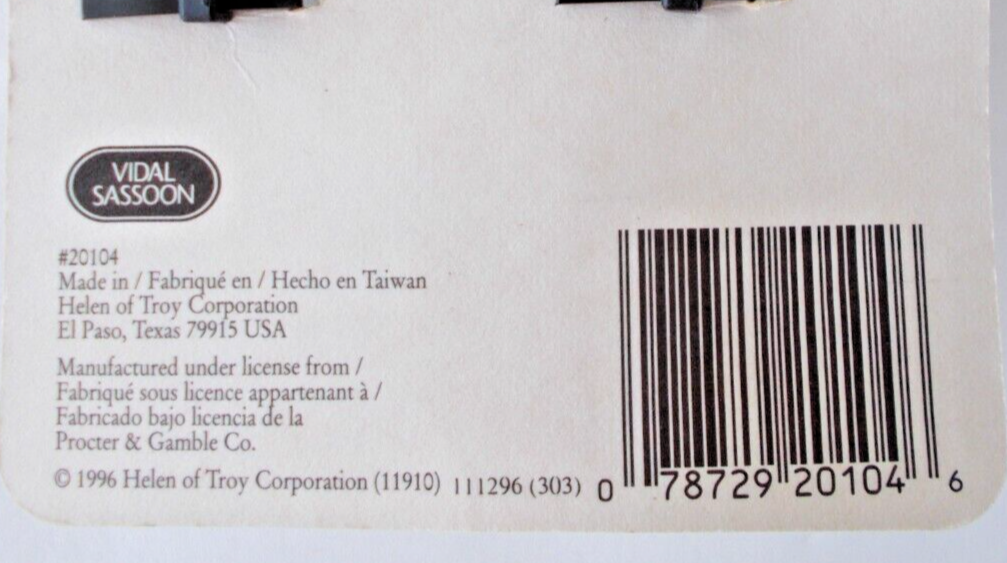 VIDAL
SASSOON
#20104
Made in / Fabriqué en / Hecho en Taiwan
Helen of Troy Corporation
El Paso, Texas 79915 USA
Manufactured under license from /
Fabriqué sous licence appartenant à /
Fabricado bajo licencia de la
Procter & Gamble Co.
© 1996 Helen of Troy Corporation (11910) 111296 (303)
0 78729 20104 6